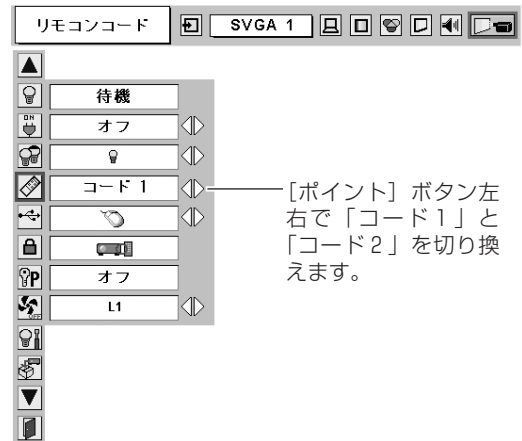 リモコンコード
SVGA 1
待機
ON
オフ
コード 1
[ポイント］ボタン左
右で「コード１」と
「コード２」を切り換
えます。
P
オフ
OFF
L1